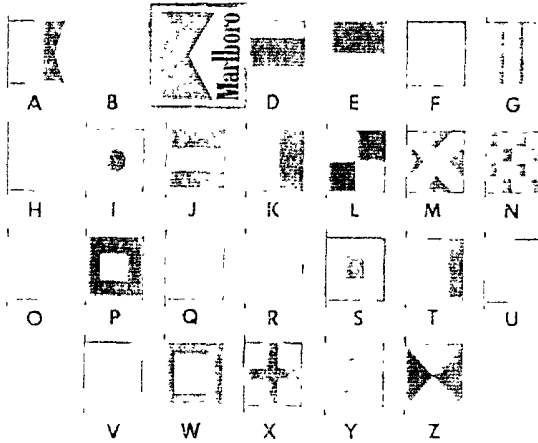 Marlboro
A B D E F G
H I J K L M N
O P Q R S T U
V W X Y Z